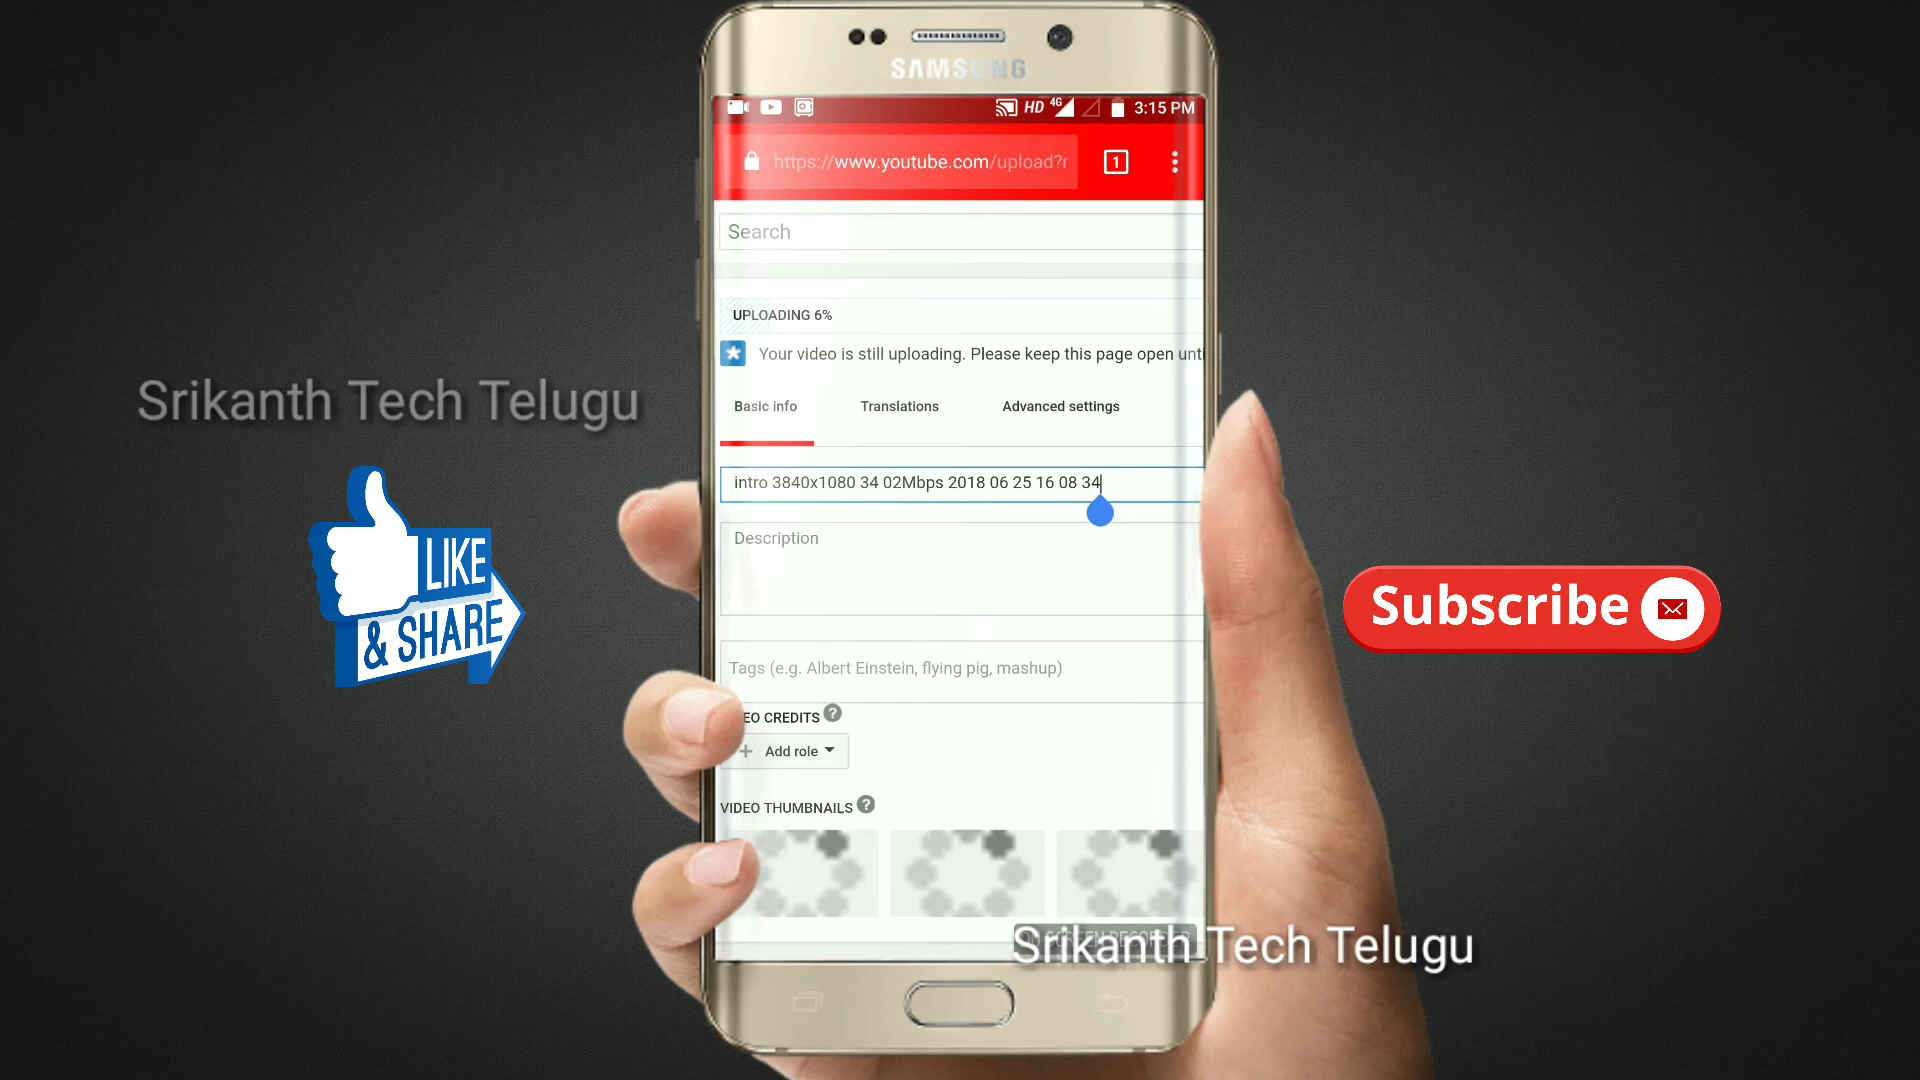 SAMSUNG
HD 4G 3:15 PM
https://www.youtube.com/upload?r
1
Search
UPLOADING 6%
Your video is still uploading. Please keep this page open unti
Basic info Translations Advanced settings
intro 3840x1080 34 02Mbps 2018 06 25 16 08 34
Description
Tags (e.g. Albert Einstein, flying pig, mashup)
EO CREDITS ?
+ Add role
VIDEO THUMBNAILS ?
Srikanth Tech Telugu
LIKE
& SHARE
Subscribe
Srikanth Tech Telugu